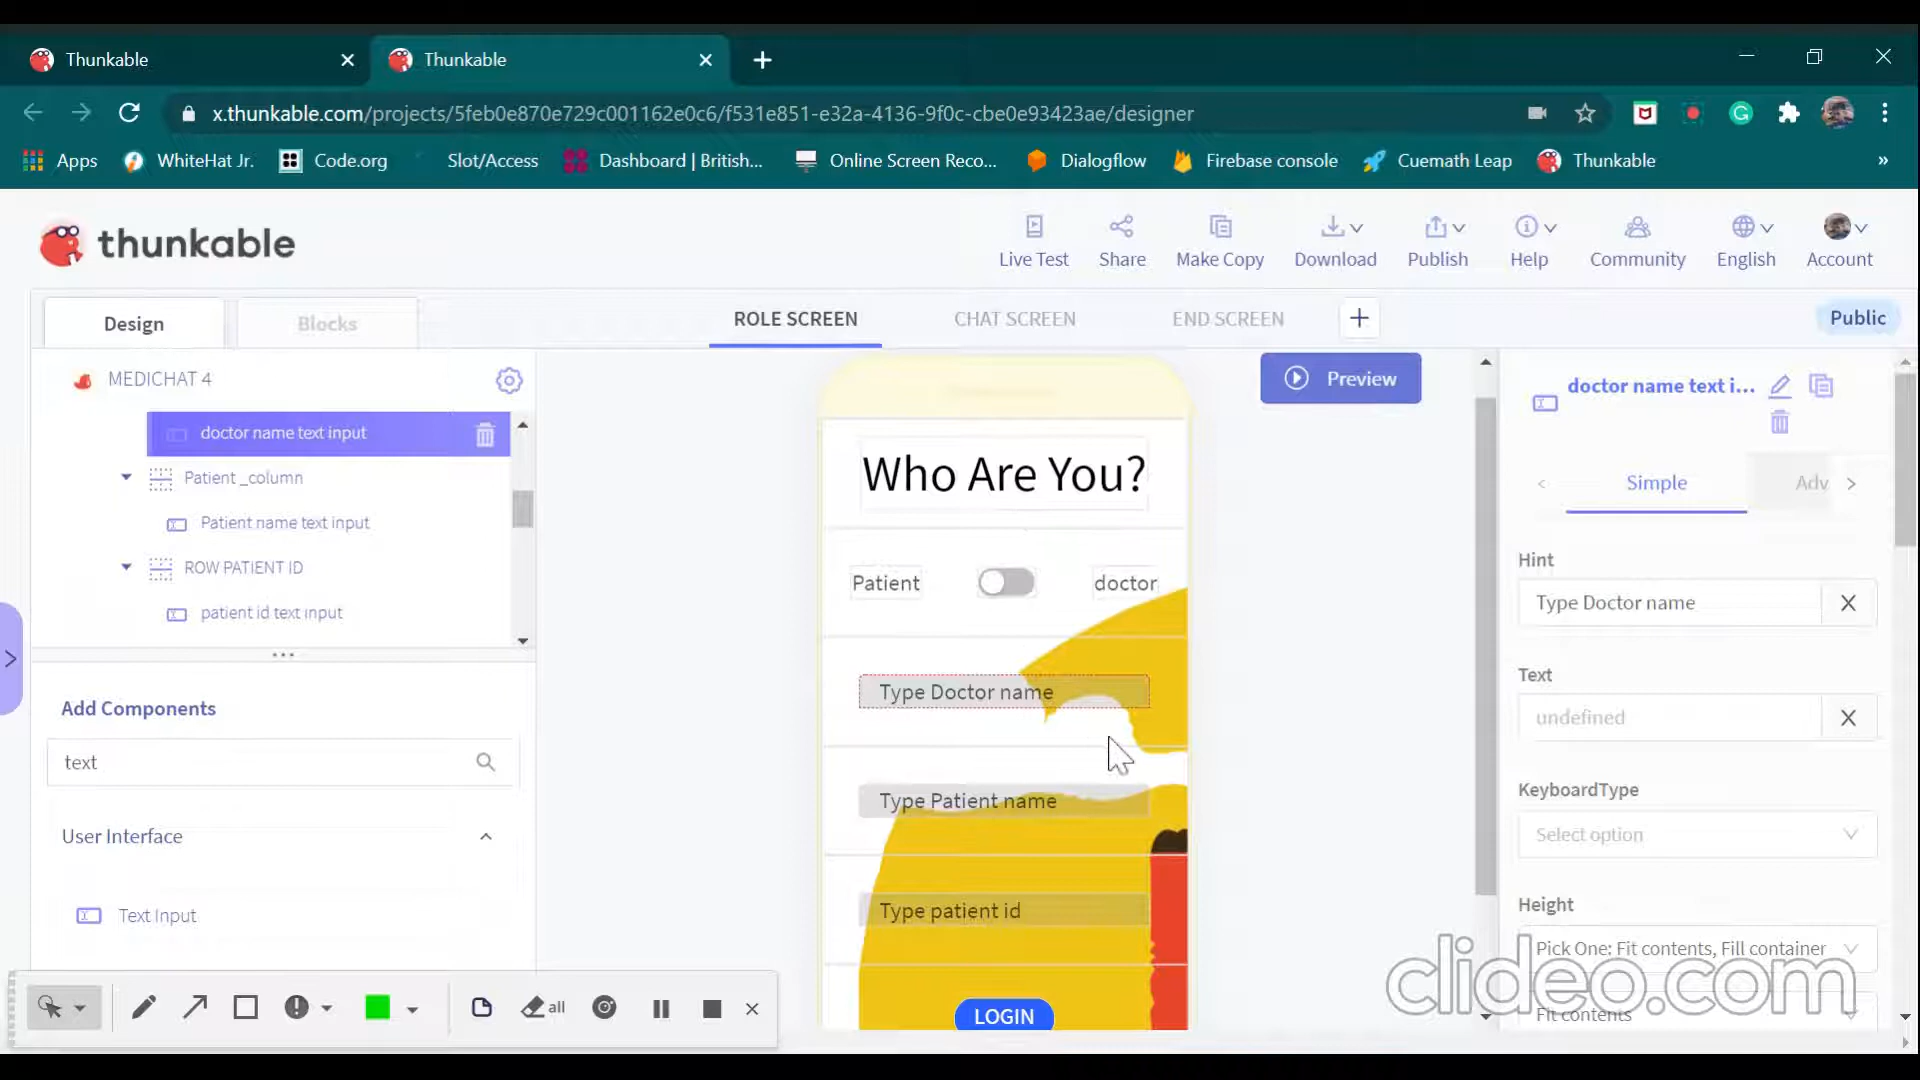 Thunkable
Thunkable
x.thunkable.com/projects/5feb0e870e729c001162e0c6/f531e851-e32a-4136-9f0c-cbe0e93423ae/designer
Apps
WhiteHat Jr.
Code.org
Slot/Access
Dashboard | British...
Online Screen Reco...
Dialogflow
Firebase console
Cuemath Leap
Thunkable
»
thunkable
Live Test
Share
Make Copy
Download
Publish
Help
Community
English
Account
Design
Blocks
ROLE SCREEN
CHAT SCREEN
END SCREEN
Public
MEDICHAT 4
doctor name text input
Patient _column
Patient name text input
ROW PATIENT ID
patient id text input
Add Components
text
User Interface
Text Input
Preview
Who Are You?
Patient
doctor
Type Doctor name
Type Patient name
Type patient id
LOGIN
doctor name text i...
Simple
Adv
Hint
Type Doctor name
Text
undefined
KeyboardType
Select option
Height
Pick One: Fit contents, Fill container
Fit contents
clideo.com
all